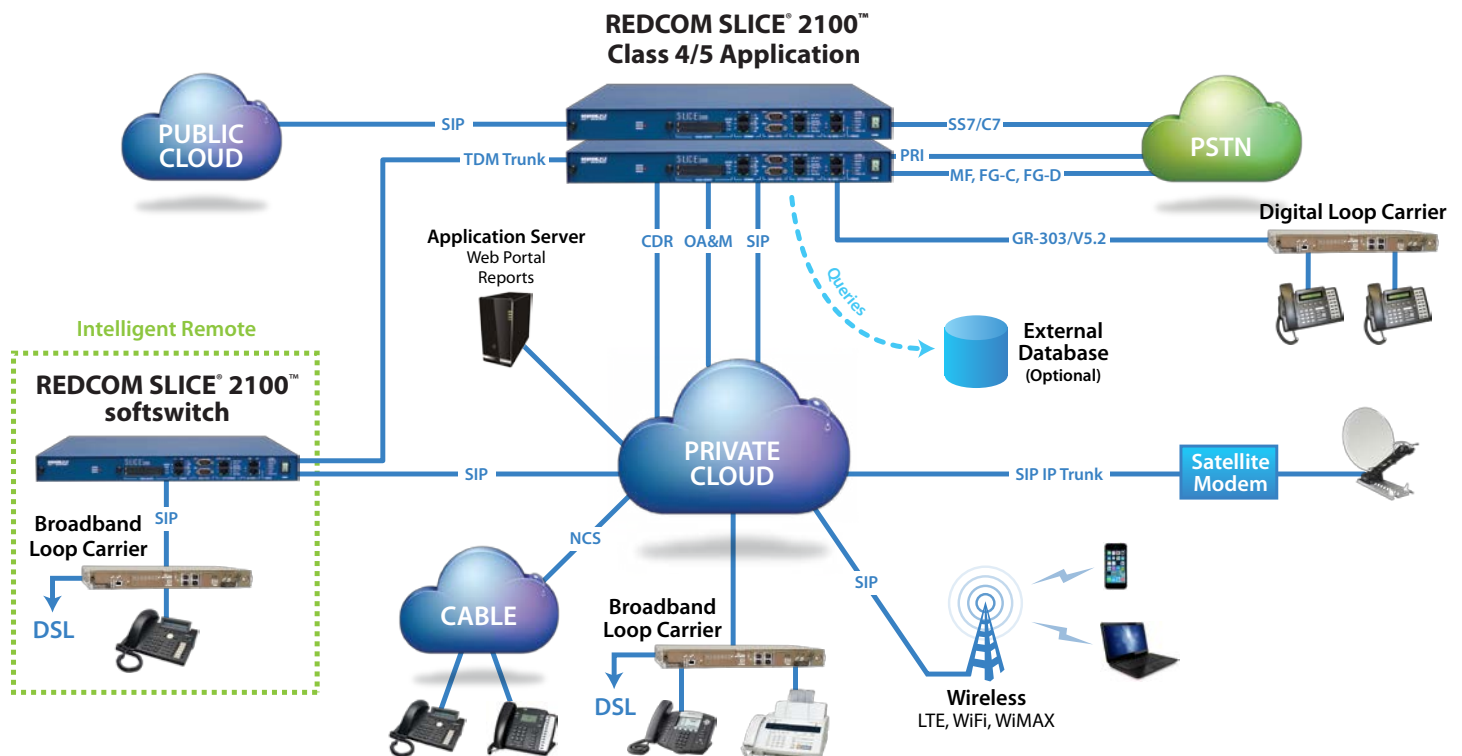 REDCOM SLICE® 2100™
Class 4/5 Application
PUBLIC
CLOUD
SIP
SS7/C7
PSTN
TDM Trunk
PRI
MF, FG-C, FG-D
Digital Loop Carrier
Application Server
Web Portal
Reports
CDR
OA&M
SIP
GR-303/V5.2
Queries
External
Database
(Optional)
Intelligent Remote
REDCOM SLICE® 2100™
softswitch
PRIVATE
CLOUD
SIP
SIP IP Trunk
Satellite
Modem
SIP
Broadband
Loop Carrier
DSL
NCS
CABLE
Broadband
Loop Carrier
DSL
SIP
Wireless
LTE, WiFi, WiMAX